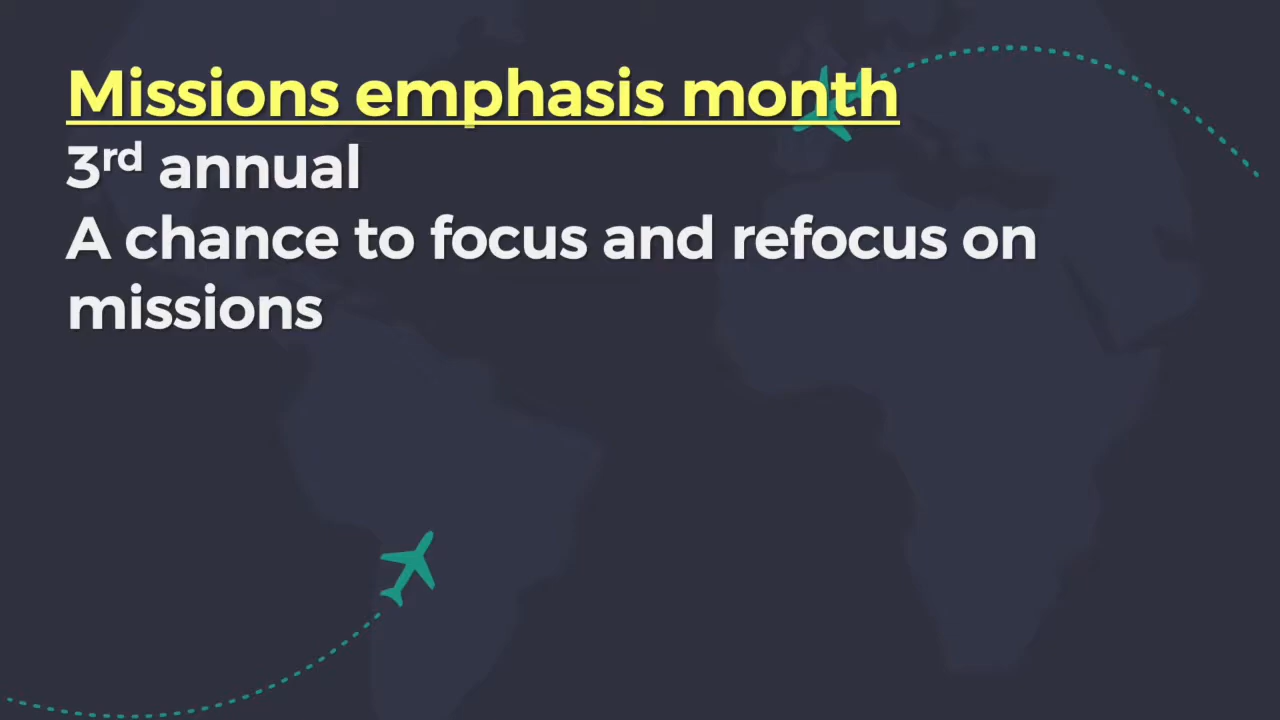 Missions emphasis month
3rd annual
A chance to focus and refocus on
missions